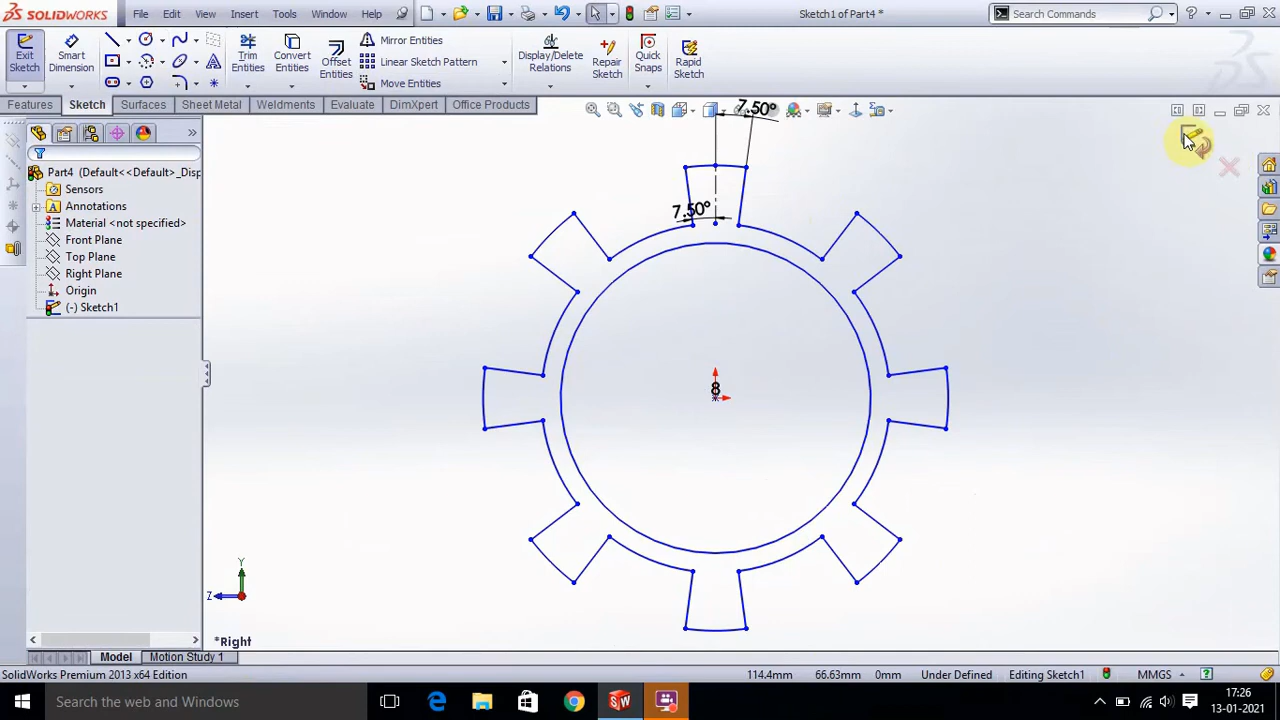 SOLIDWORKS File Edit View Insert Tools Window Help Sketch1 of Part4 * Search Commands
Exit Sketch
Smart Dimension
Trim Entities
Convert Entities
Offset Entities
Mirror Entities
Linear Sketch Pattern
Move Entities
Display/Delete Relations
Repair Sketch
Quick Snaps
Rapid Sketch
Features Sketch Surfaces Sheet Metal Weldments Evaluate DimXpert Office Products
Part4 (Default<<Default>_Disp
Sensors
Annotations
Material <not specified>
Front Plane
Top Plane
Right Plane
Origin
(-) Sketch1
7.50°
7.50°
8
Y
Z
*Right
Model Motion Study 1
SolidWorks Premium 2013 x64 Edition 114.4mm 66.63mm 0mm Under Defined Editing Sketch1 MMGS
Search the web and Windows
17:26
13-01-2021